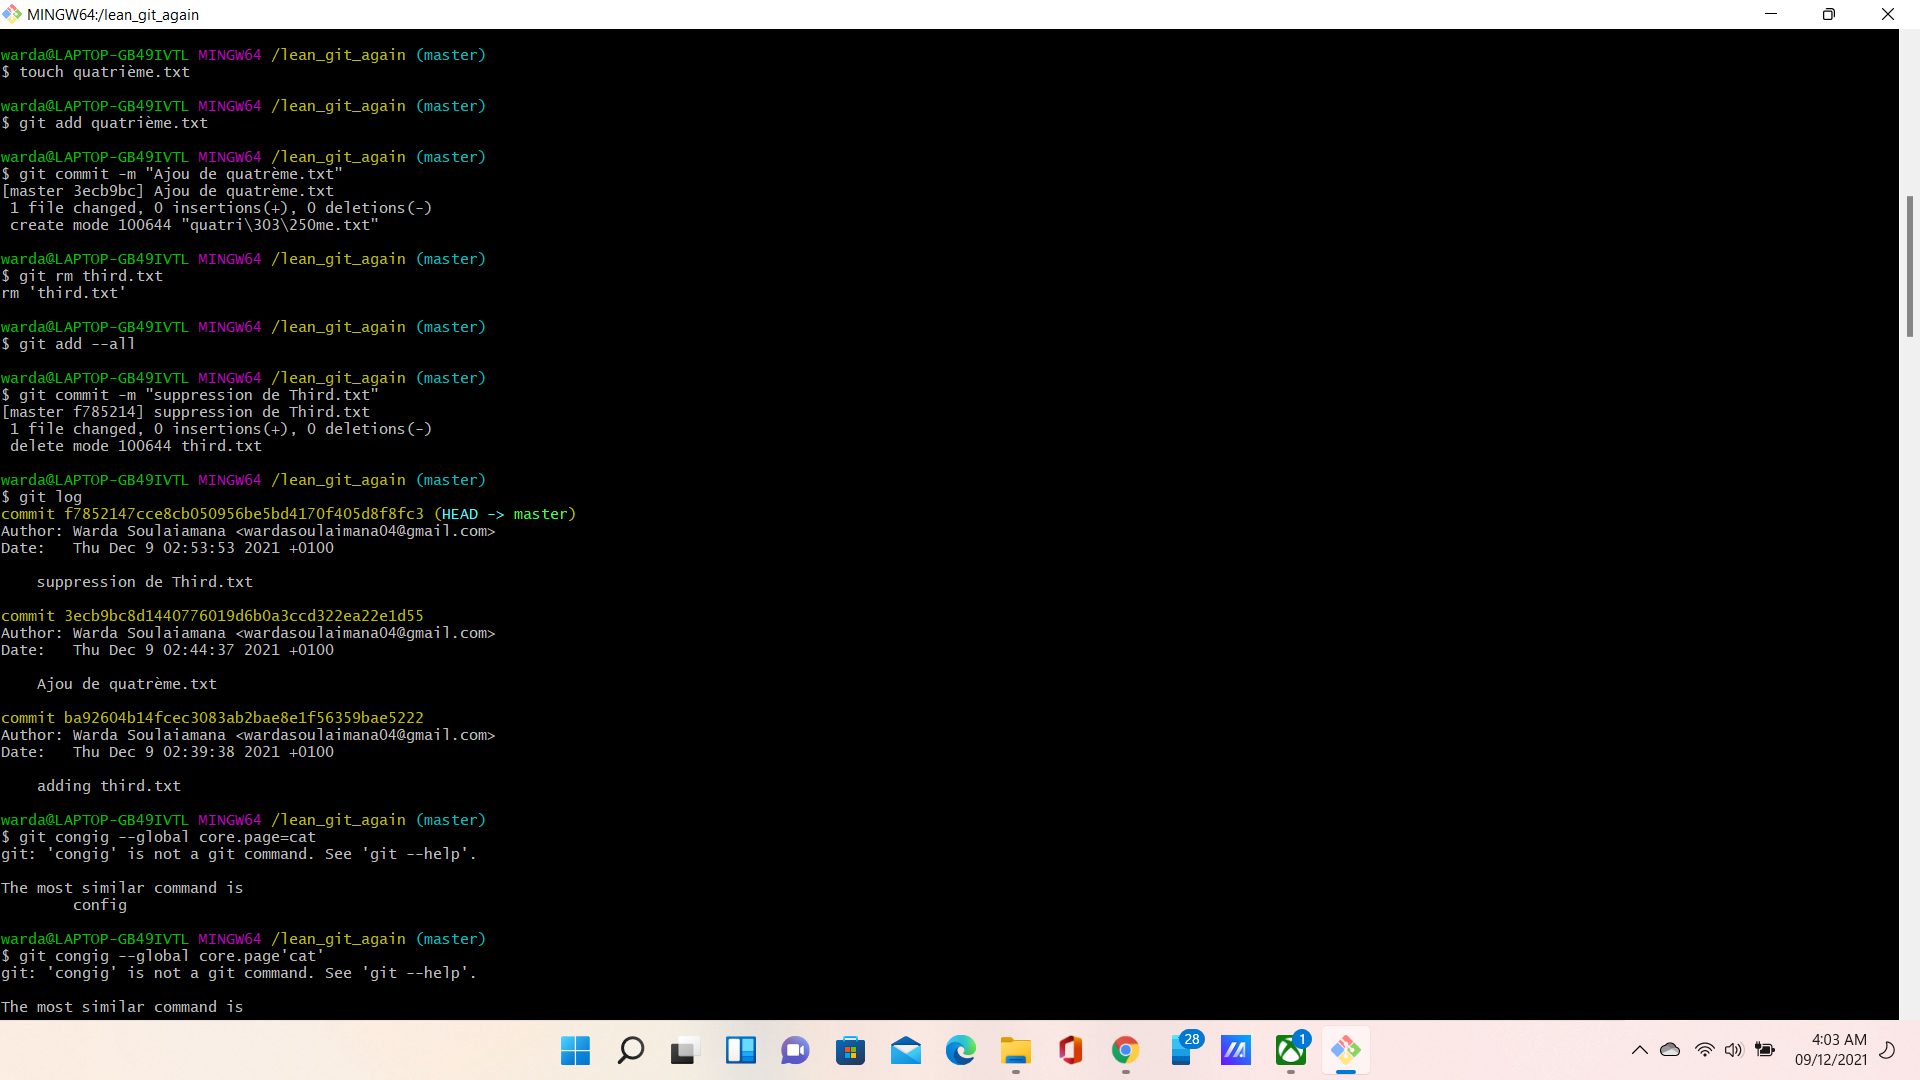 MINGW64:/lean_git_again
warda@LAPTOP-GB49IVTL MINGW64 /lean_git_again (master)
$ touch quatrième.txt
warda@LAPTOP-GB49IVTL MINGW64 /lean_git_again (master)
$ git add quatrième.txt
warda@LAPTOP-GB49IVTL MINGW64 /lean_git_again (master)
$ git commit -m "Ajou de quatrème.txt"
[master 3ecb9bc] Ajou de quatrème.txt
 1 file changed, 0 insertions(+), 0 deletions(-)
 create mode 100644 "quatri\303\250me.txt"
warda@LAPTOP-GB49IVTL MINGW64 /lean_git_again (master)
$ git rm third.txt
rm 'third.txt'
warda@LAPTOP-GB49IVTL MINGW64 /lean_git_again (master)
$ git add --all
warda@LAPTOP-GB49IVTL MINGW64 /lean_git_again (master)
$ git commit -m "suppression de Third.txt"
[master f785214] suppression de Third.txt
 1 file changed, 0 insertions(+), 0 deletions(-)
 delete mode 100644 third.txt
warda@LAPTOP-GB49IVTL MINGW64 /lean_git_again (master)
$ git log
commit f7852147cce8cb050956be5bd4170f405d8f8fc3 (HEAD -> master)
Author: Warda Soulaiamana <wardasoulaimana04@gmail.com>
Date:   Thu Dec 9 02:53:53 2021 +0100
    suppression de Third.txt
commit 3ecb9bc8d1440776019d6b0a3ccd322ea22e1d55
Author: Warda Soulaiamana <wardasoulaimana04@gmail.com>
Date:   Thu Dec 9 02:44:37 2021 +0100
    Ajou de quatrème.txt
commit ba92604b14fcec3083ab2bae8e1f56359bae5222
Author: Warda Soulaiamana <wardasoulaimana04@gmail.com>
Date:   Thu Dec 9 02:39:38 2021 +0100
    adding third.txt
warda@LAPTOP-GB49IVTL MINGW64 /lean_git_again (master)
$ git congig --global core.page=cat
git: 'congig' is not a git command. See 'git --help'.
The most similar command is
        config
warda@LAPTOP-GB49IVTL MINGW64 /lean_git_again (master)
$ git congig --global core.page'cat'
git: 'congig' is not a git command. See 'git --help'.
The most similar command is
28
1
4:03 AM
09/12/2021